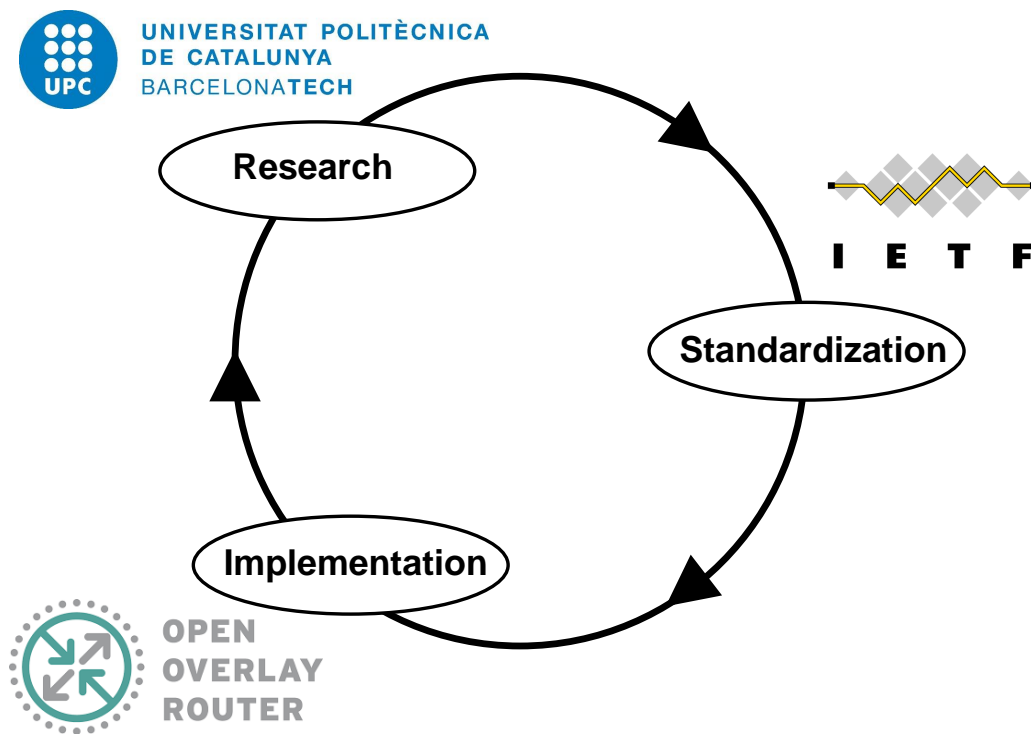 UPC
UNIVERSITAT POLITÈCNICA
DE CATALUNYA
BARCELONATECH
Research
I E T F
Standardization
Implementation
OPEN
OVERLAY
ROUTER